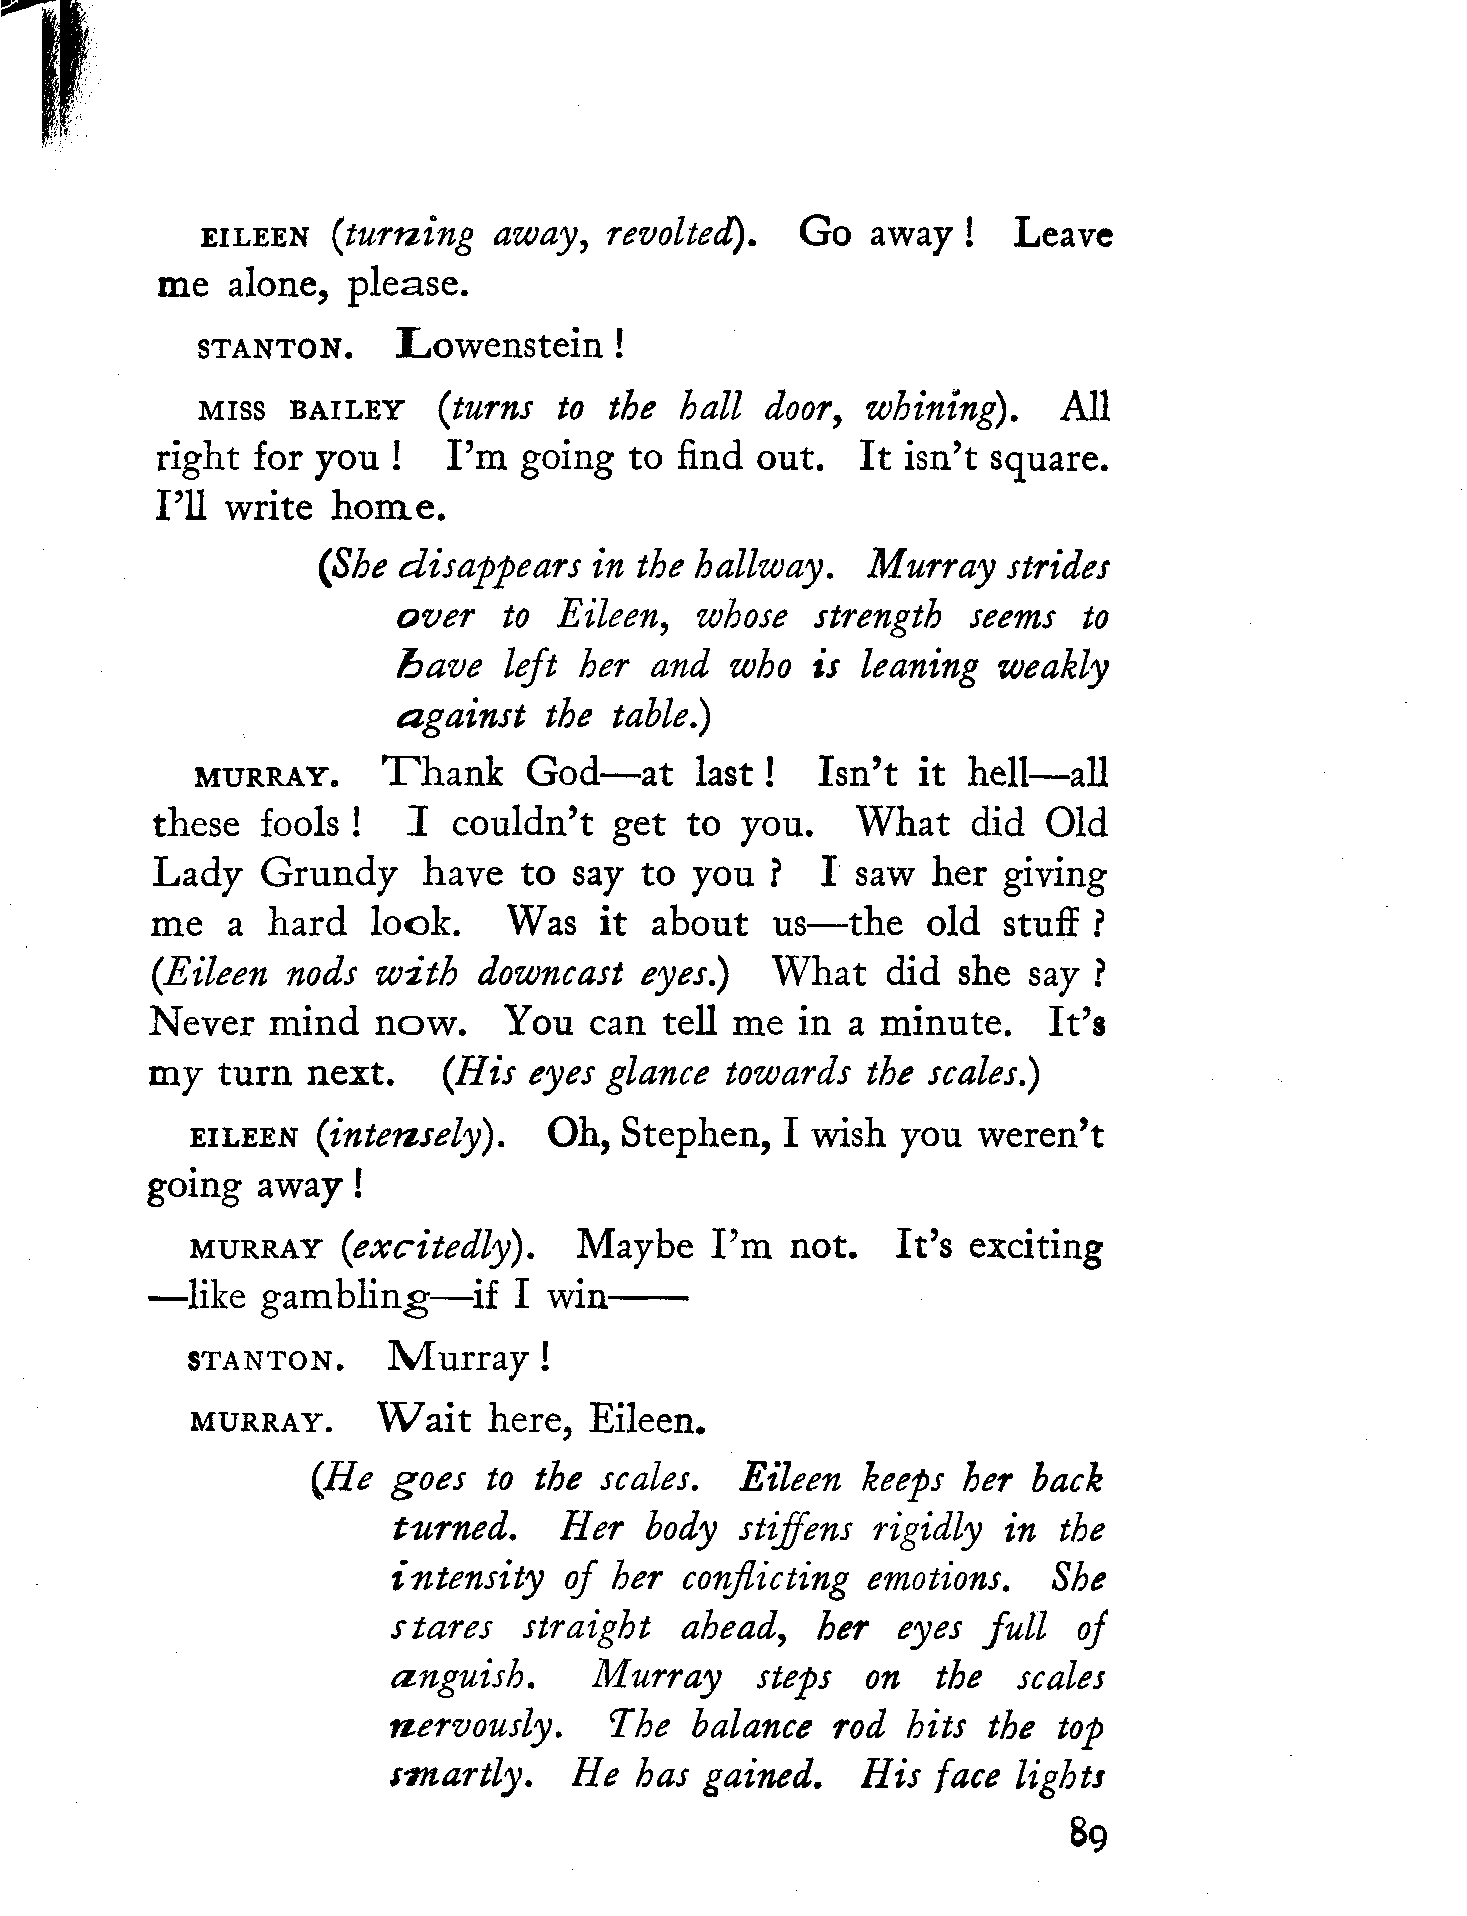 EILEEN (turning away, revolted). Go away ! Leave
me alone, please.
STANTON. Lowenstein !
MISS BAILEY (turns to the hall door, whining). All
right for you ! I’m going to find out. It isn’t square.
I’ll write home.
(She disappears in the hallway. Murray strides
over to Eileen, whose strength seems to
have left her and who is leaning weakly
against the table.)
MURRAY. Thank God—at last ! Isn’t it hell—all
these fools ! I couldn’t get to you. What did Old
Lady Grundy have to say to you ? I saw her giving
me a hard look. Was it about us—the old stuff ?
(Eileen nods with downcast eyes.) What did she say ?
Never mind now. You can tell me in a minute. It’s
my turn next. (His eyes glance towards the scales.)
EILEEN (intensely). Oh, Stephen, I wish you weren’t
going away !
MURRAY (excitedly). Maybe I’m not. It’s exciting
—like gambling—if I win——
STANTON. Murray !
MURRAY. Wait here, Eileen.
(He goes to the scales. Eileen keeps her back
turned. Her body stiffens rigidly in the
intensity of her conflicting emotions. She
stares straight ahead, her eyes full of
anguish. Murray steps on the scales
nervously. The balance rod hits the top
smartly. He has gained. His face lights
89